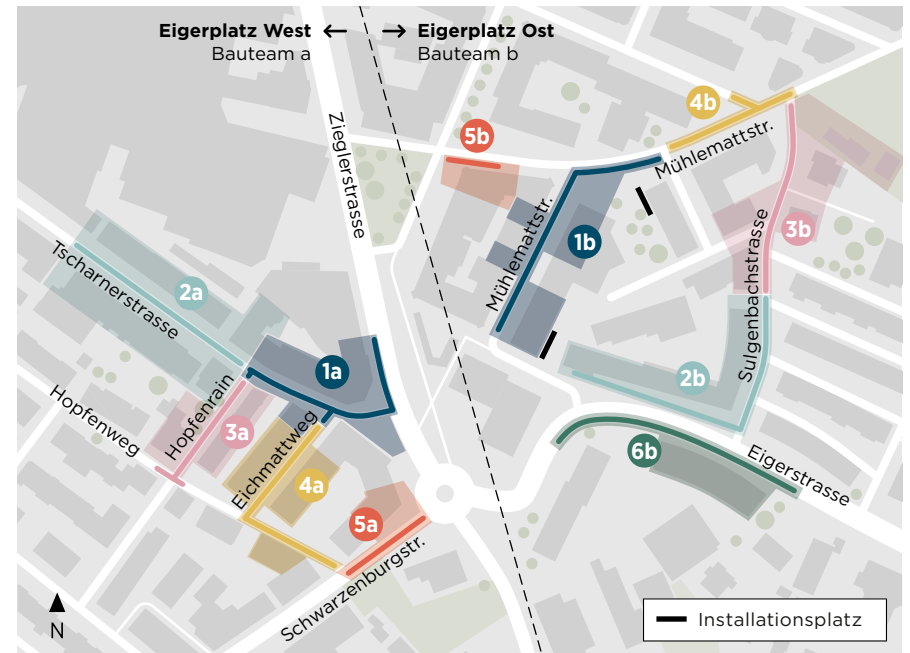 Eigerplatz West ← → Eigerplatz Ost
Bauteam a Bauteam b
Zieglerstrasse
4b
5b
Mühlemattstr.
Mühlemattstr.
1b
3b
Sulgenbachstrasse
Tscharnerstrasse
2a
1a
2b
Hopfenweg
Hopfenrain
3a
Eichmattweg
4a
6b
Eigerstrasse
5a
Schwarzenburgstr.
N
Installationsplatz